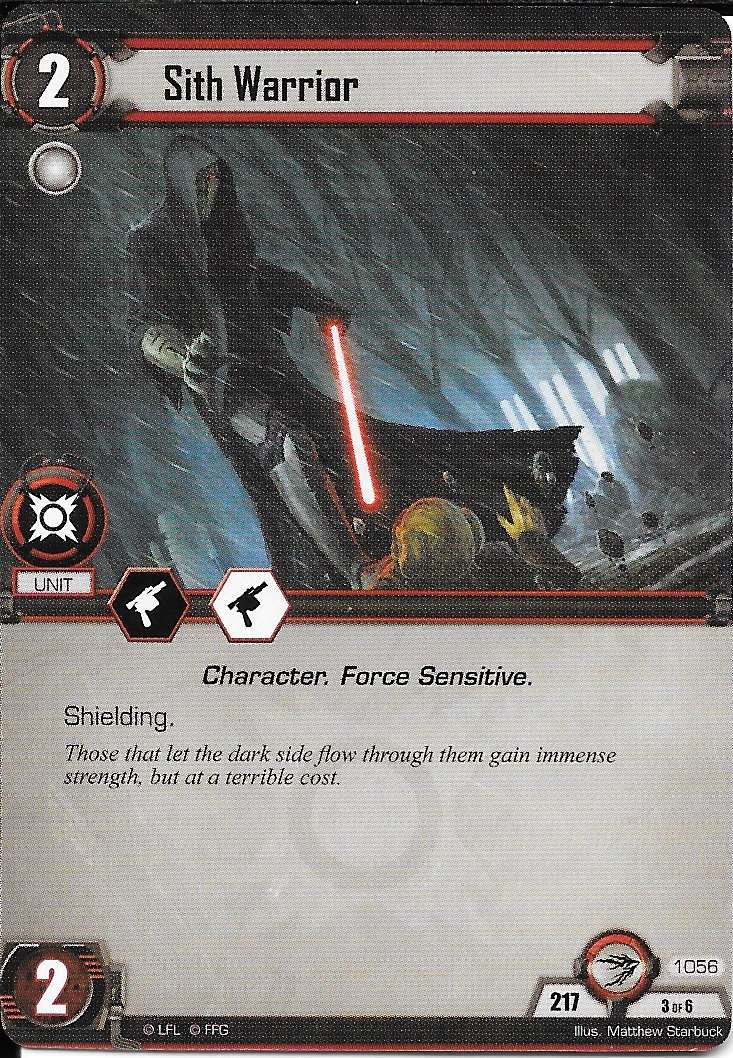 2
Sith Warrior
UNIT
Character. Force Sensitive.
Shielding.
Those that let the dark side flow through them gain immense
strength, but at a terrible cost.
2
1056
217
3 OF 6
© LFL © FFG
Illus. Matthew Starbuck